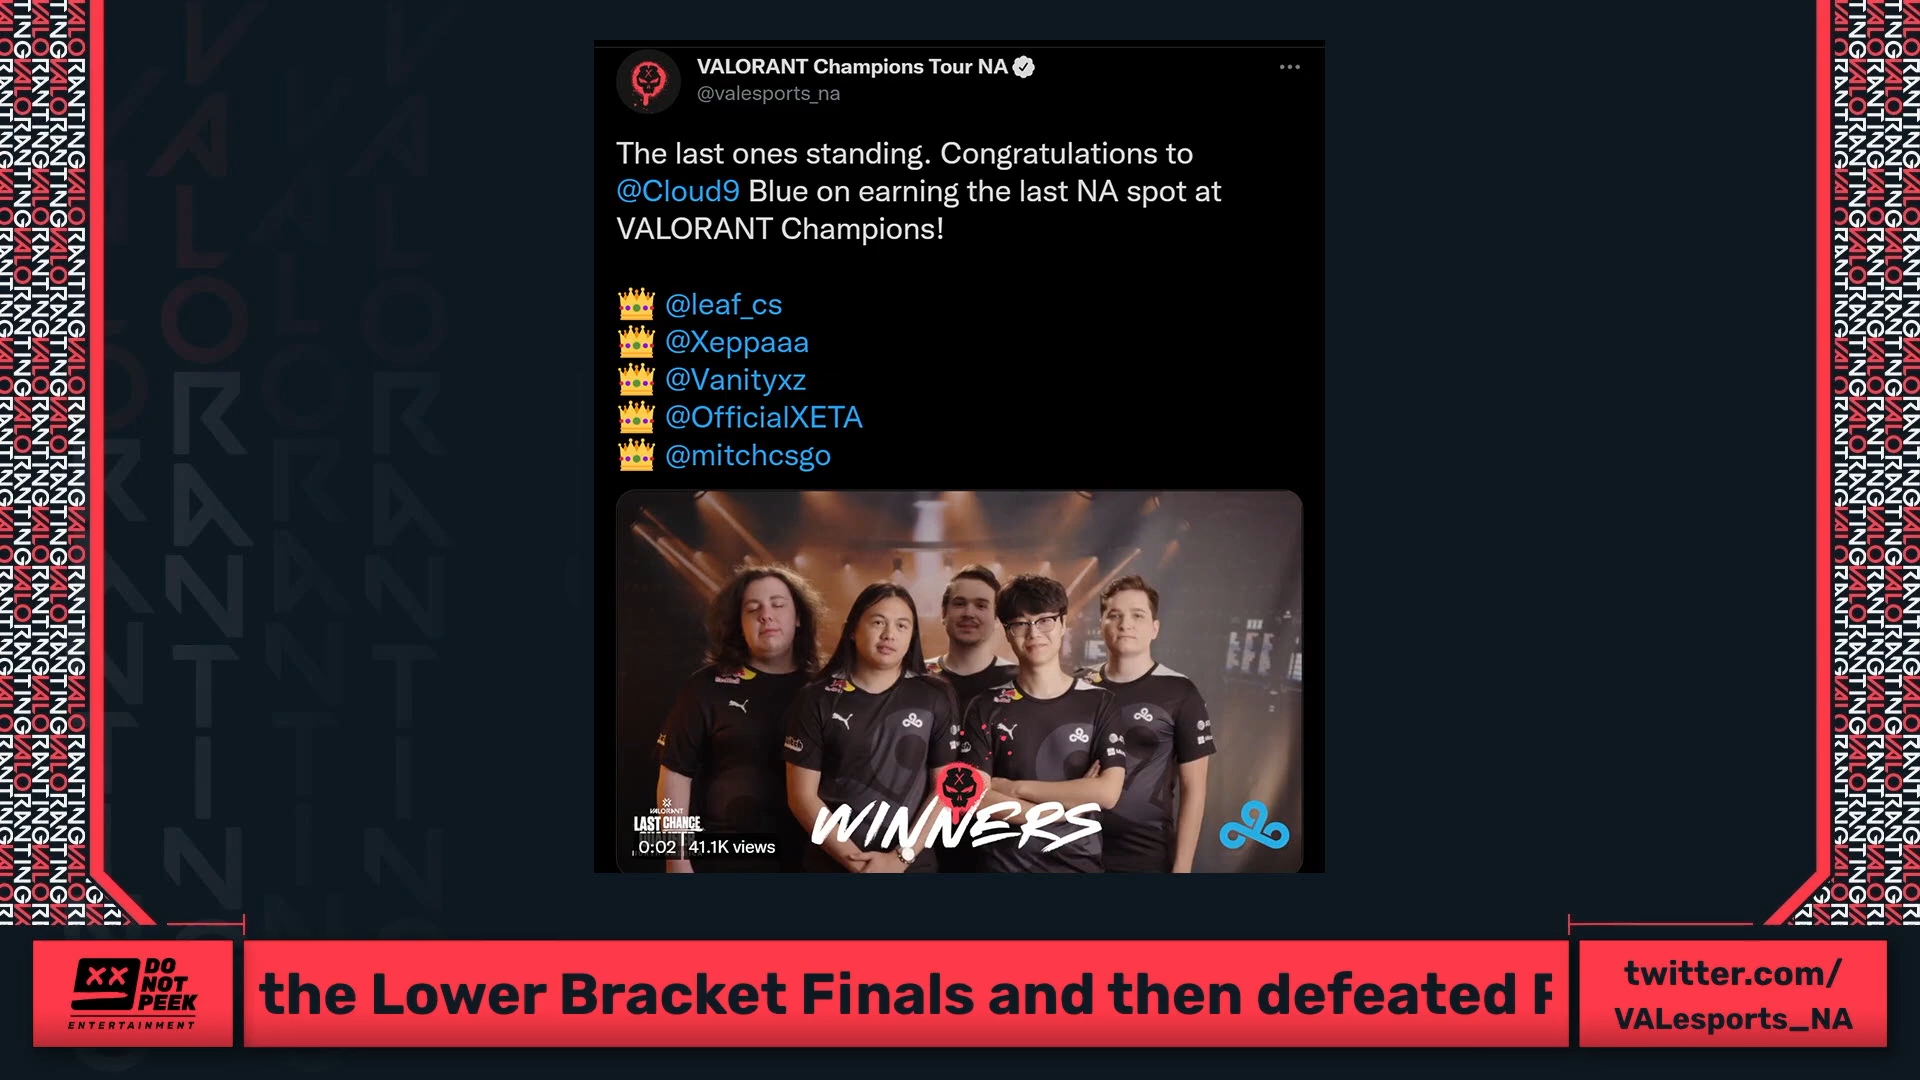 VALORANT Champions Tour NA
@valesports_na
The last ones standing. Congratulations to
@Cloud9 Blue on earning the last NA spot at
VALORANT Champions!
@leaf_cs
@Xeppaaa
@Vanityxz
@OfficialXETA
@mitchcsgo
VALORANT
LAST CHANCE
WINNERS
0:02 41.1K views
DO
NOT
PEEK
ENTERTAINMENT
the Lower Bracket Finals and then defeated
twitter.com/
VALesports_NA
VALORANTING